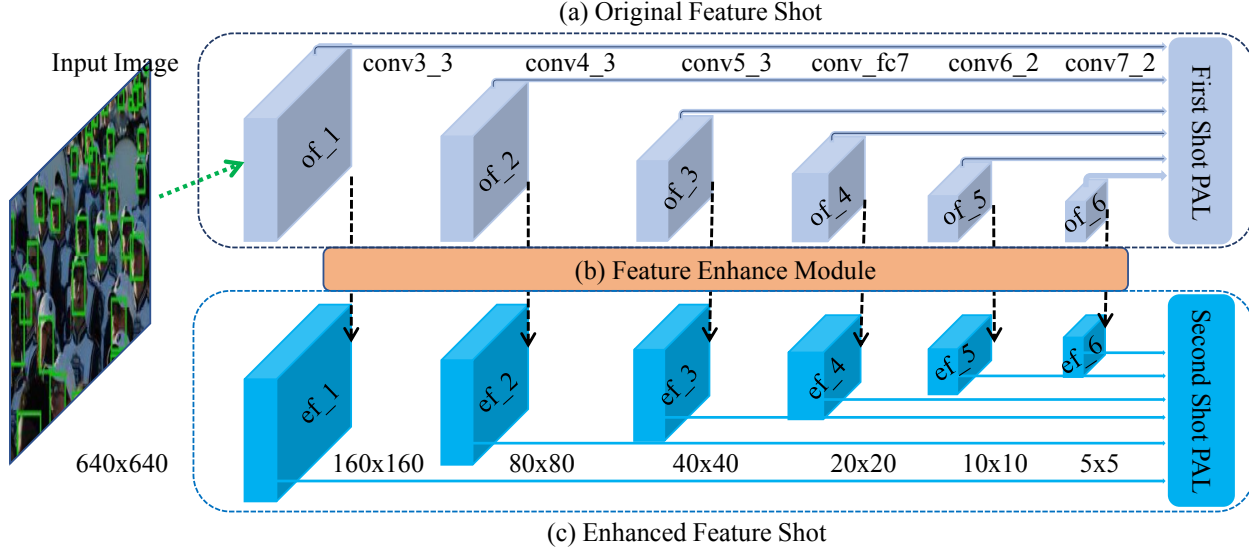 (a) Original Feature Shot
Input Image
conv3_3 conv4_3 conv5_3 conv_fc7 conv6_2 conv7_2
of_1 of_2 of_3 of_4 of_5 of_6
First Shot PAL
(b) Feature Enhance Module
ef_1 ef_2 ef_3 ef_4 ef_5 ef_6
Second Shot PAL
640x640 160x160 80x80 40x40 20x20 10x10 5x5
(c) Enhanced Feature Shot